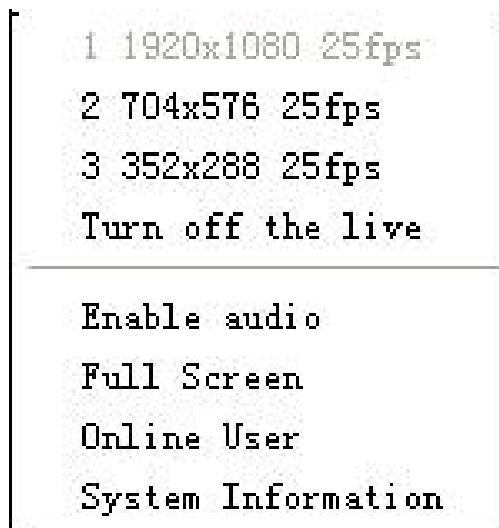 1 1920x1080 25fps
2 704x576 25fps
3 352x288 25fps
Turn off the live
Enable audio
Full Screen
Online User
System Information